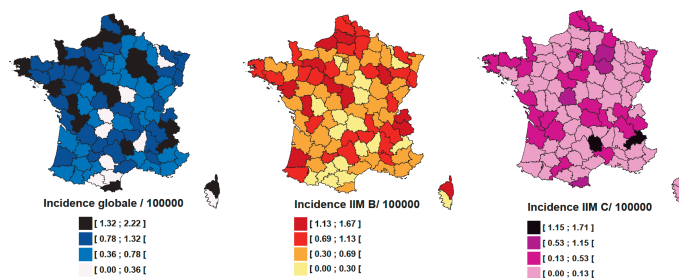 Incidence globale / 100000
[ 1.32 ; 2.22 [
[ 0.78 ; 1.32 [
[ 0.36 ; 0.78 [
[ 0.00 ; 0.36 [
Incidence IIM B/ 100000
[ 1.13 ; 1.67 [
[ 0.69 ; 1.13 [
[ 0.30 ; 0.69 [
[ 0.00 ; 0.30 [
Incidence IIM C/ 100000
[ 1.15 ; 1.71 [
[ 0.53 ; 1.15 [
[ 0.13 ; 0.53 [
[ 0.00 ; 0.13 [